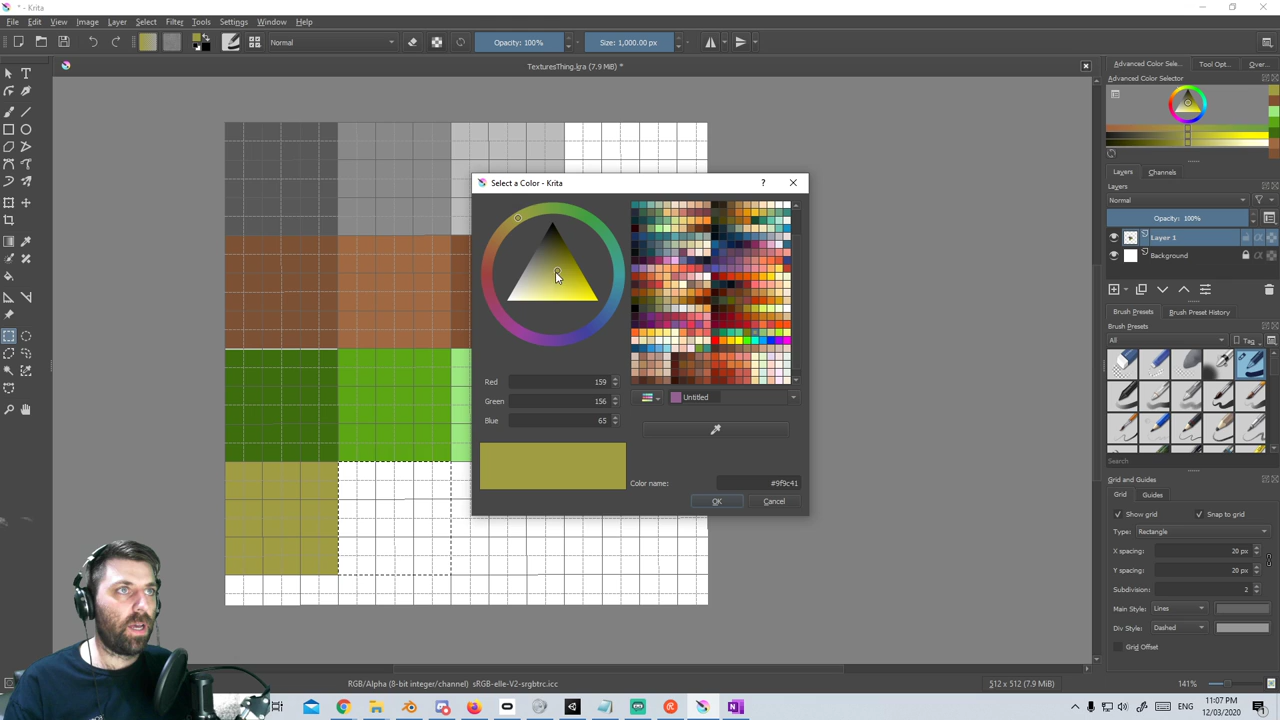 * - Krita
File Edit View Image Layer Select Filter Tools Settings Window Help
Normal Opacity: 100% Size: 1,000.00 px
TexturesThing.kra (7.9 MiB) *
Advanced Color Sele... Tool Opt... Over...
Advanced Color Selector
Select a Color - Krita ?
Layers Channels
Layers
Normal
Opacity: 100%
Layer 1
Background
Brush Presets Brush Preset History
Brush Presets
All Tag
Red 159
Green 156
Blue 65
Untitled
Color name: #9f9c41
OK Cancel
Search
Grid and Guides
Grid Guides
Show grid Snap to grid
Type: Rectangle
X spacing: 20 px
Y spacing: 20 px
Subdivision: 2
Main Style: Lines
Div Style: Dashed
Grid Offset
RGB/Alpha (8-bit integer/channel) sRGB-elle-V2-srgbtrc.icc 512 x 512 (7.9 MiB) 141%
ENG 11:07 PM
12/03/2020